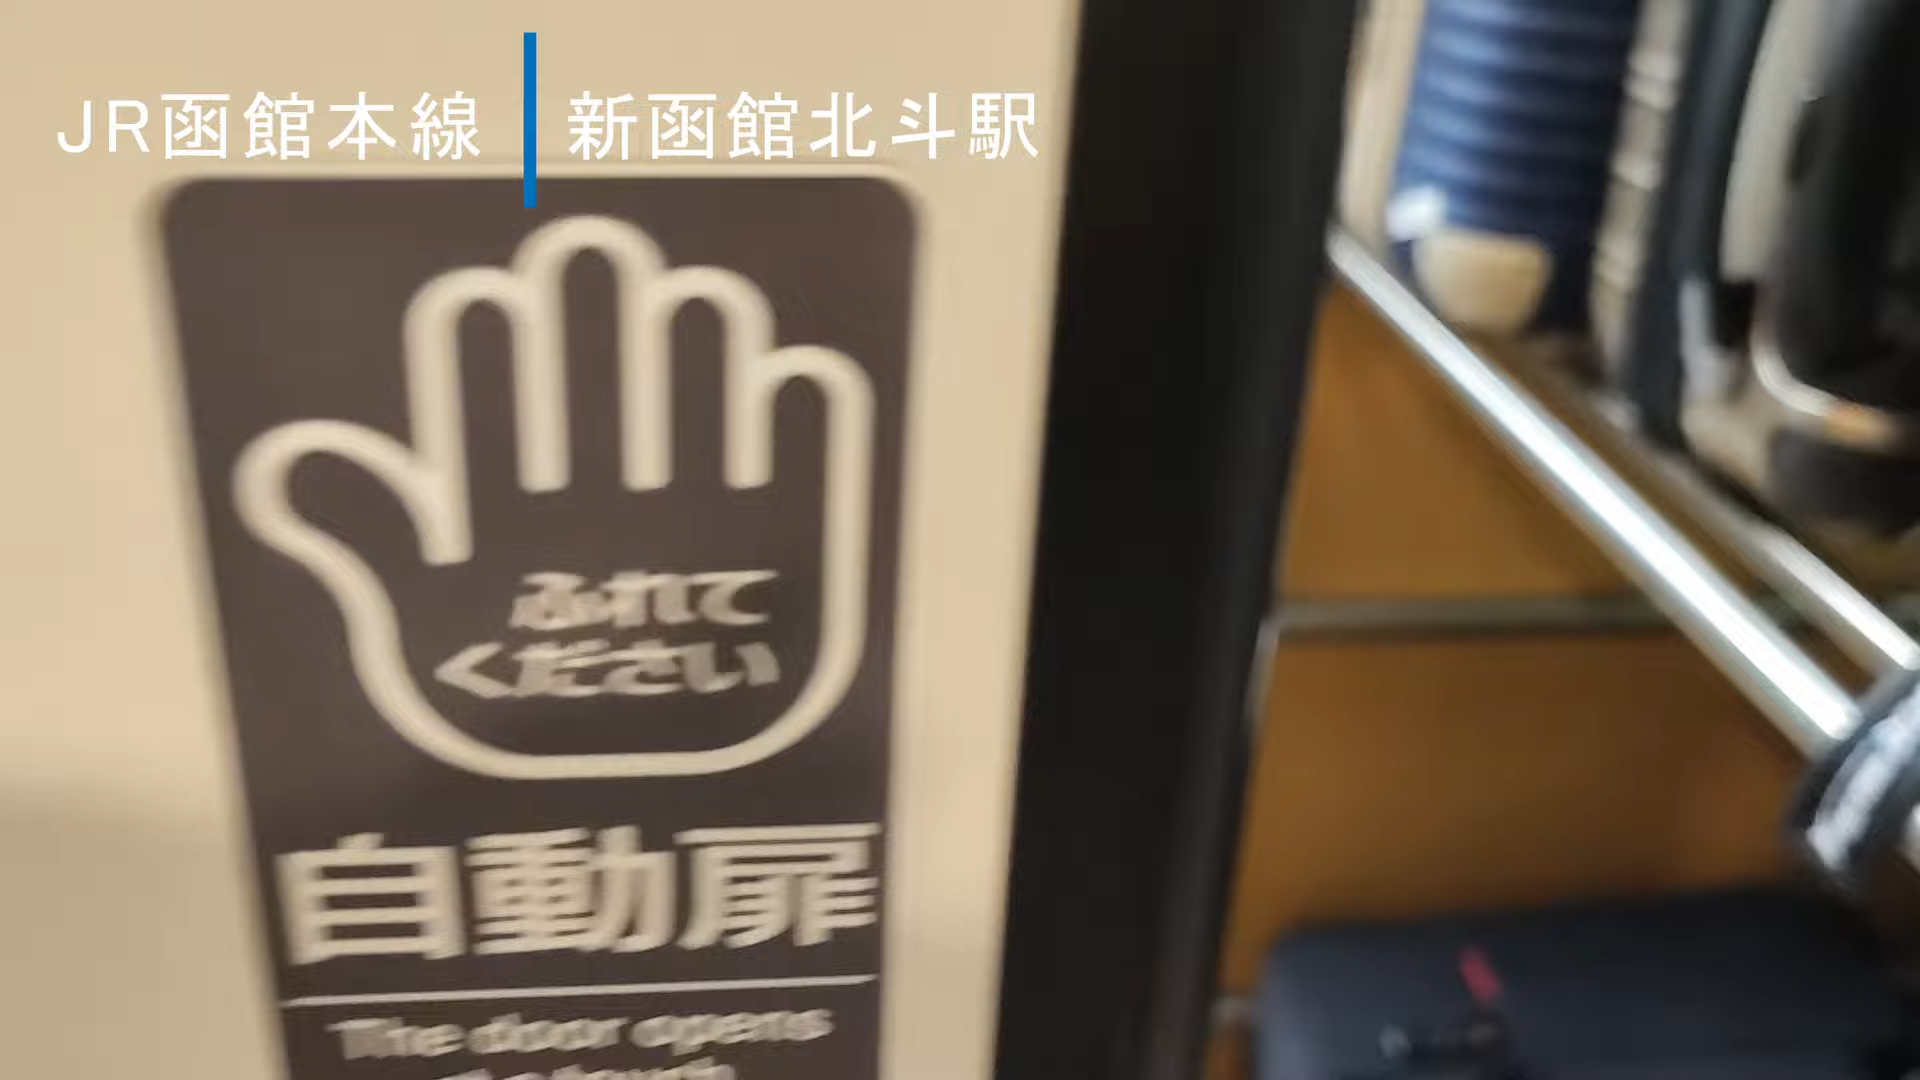 JR函館本線
新函館北斗駅
ふれて
ください
自動扉
The door opens